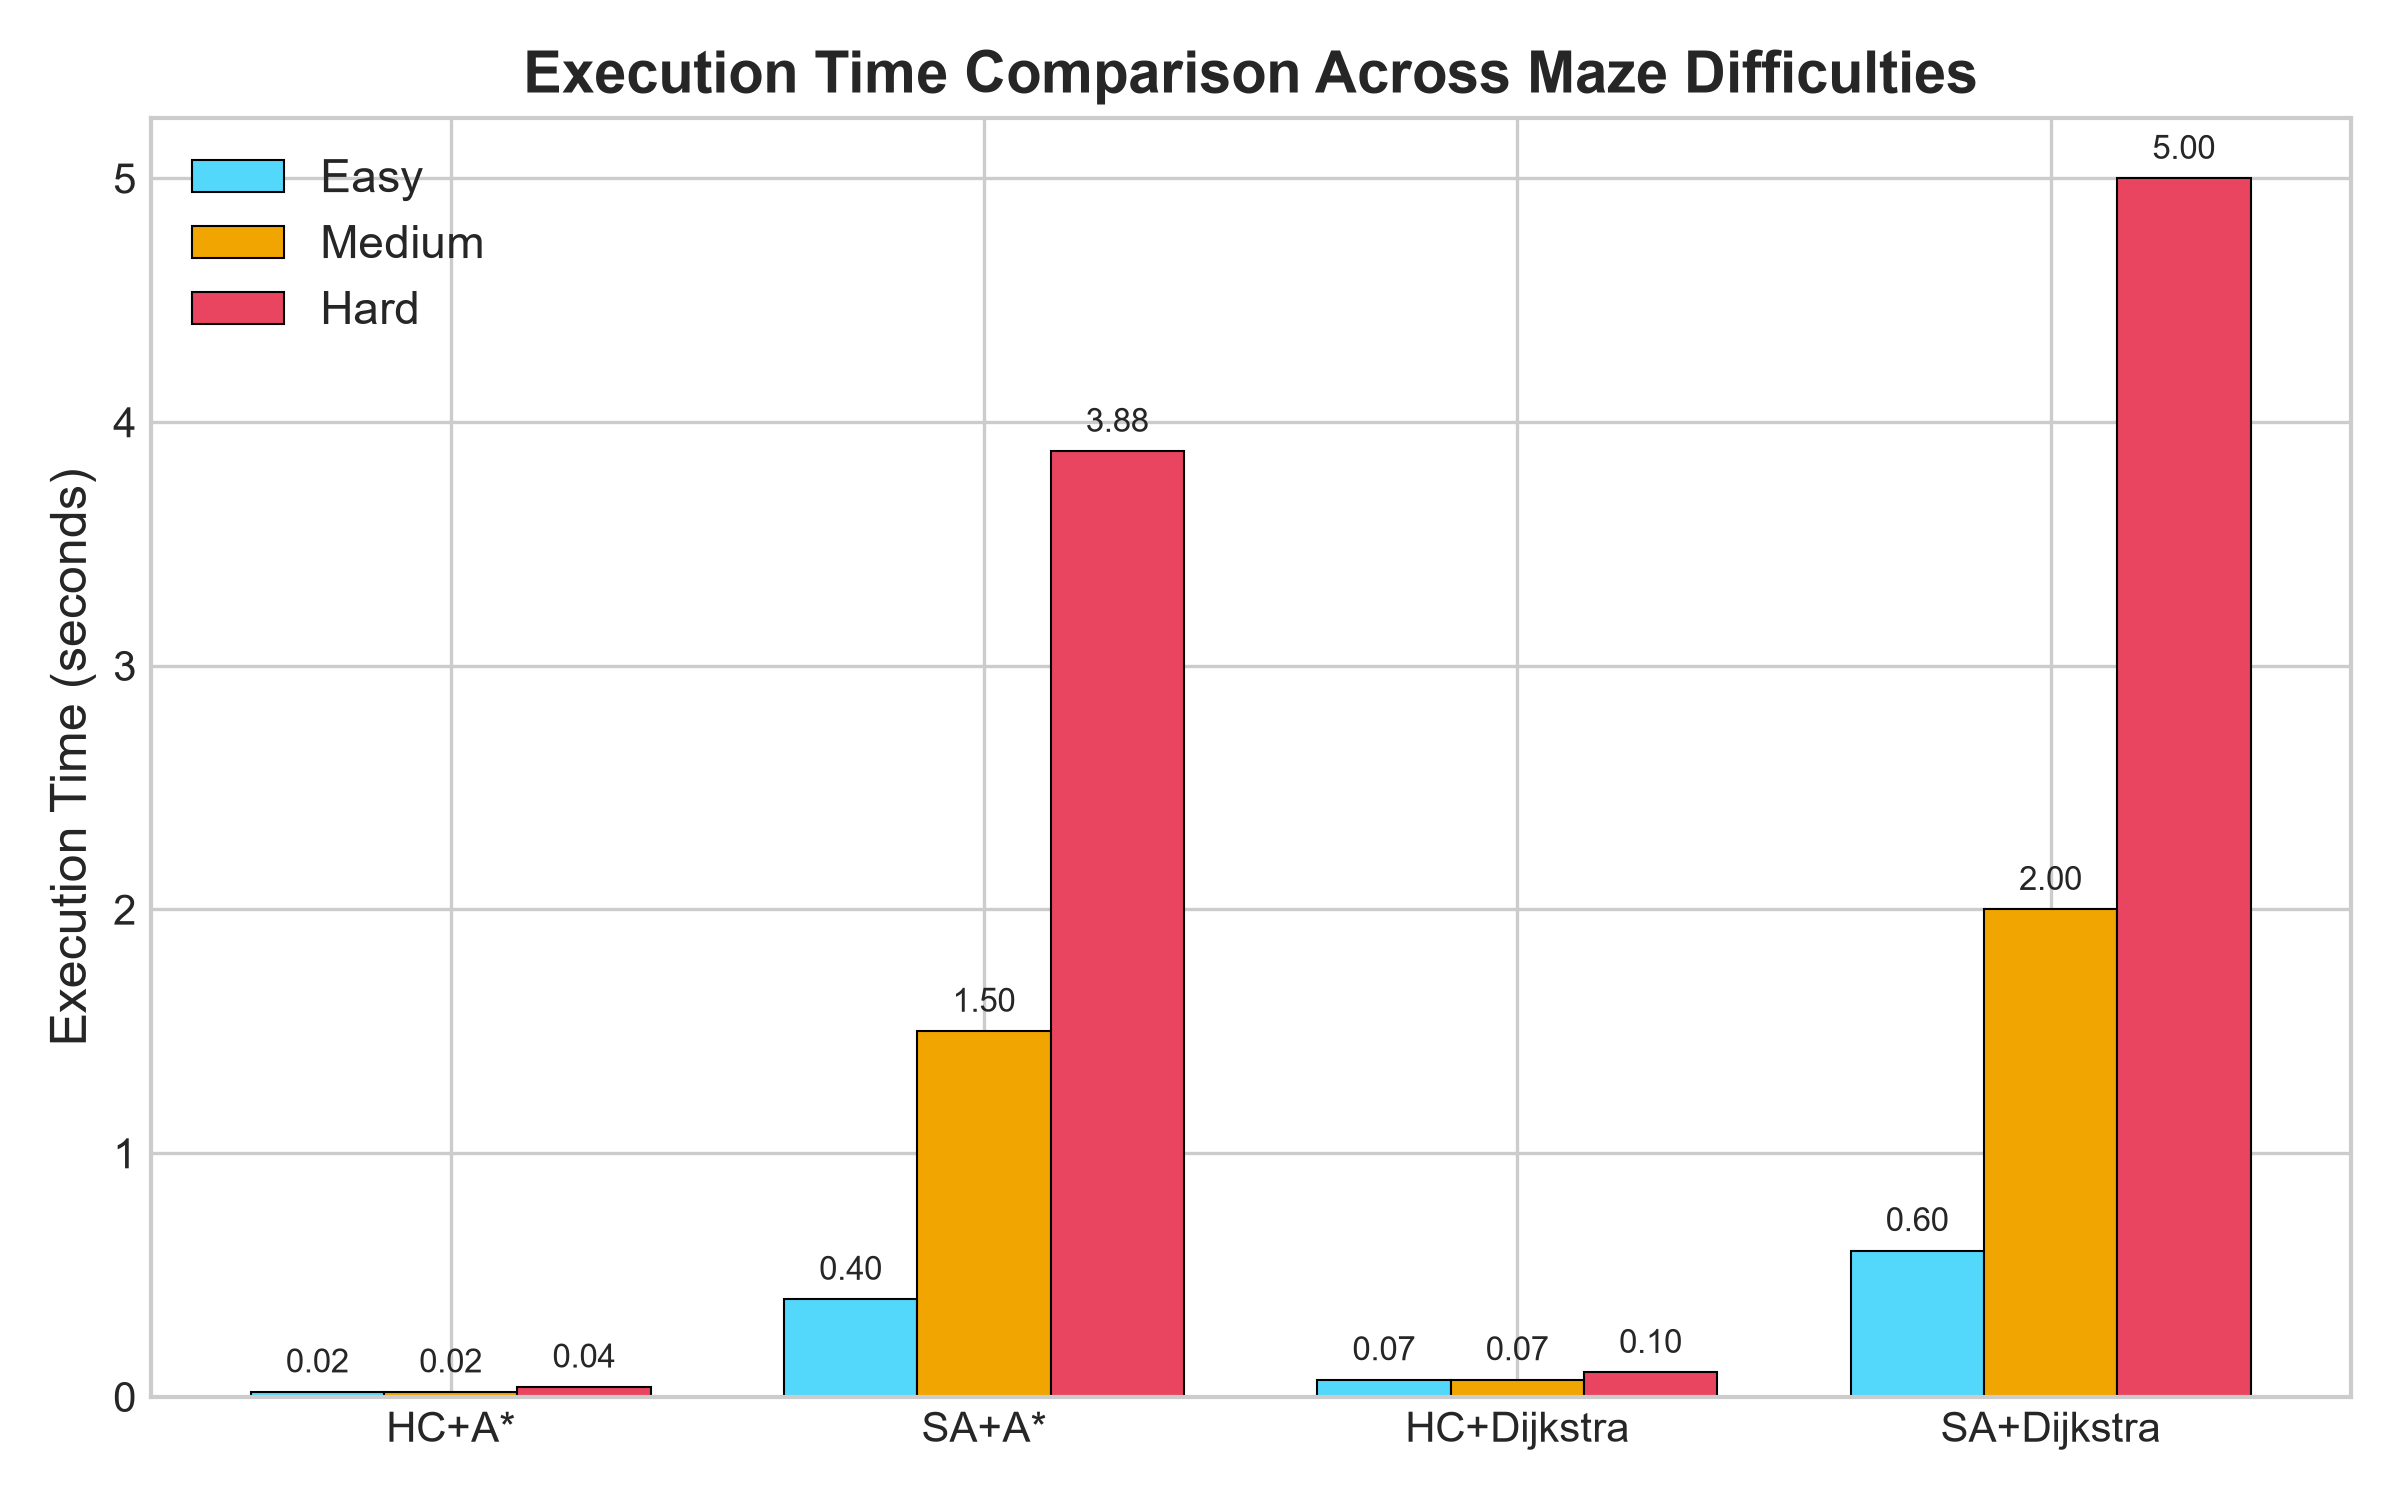 Execution Time Comparison Across Maze Difficulties
Easy
Medium
Hard
Execution Time (seconds)
5
4
3
2
1
0
0.02
0.02
0.04
0.40
1.50
3.88
0.07
0.07
0.10
0.60
2.00
5.00
HC+A*
SA+A*
HC+Dijkstra
SA+Dijkstra